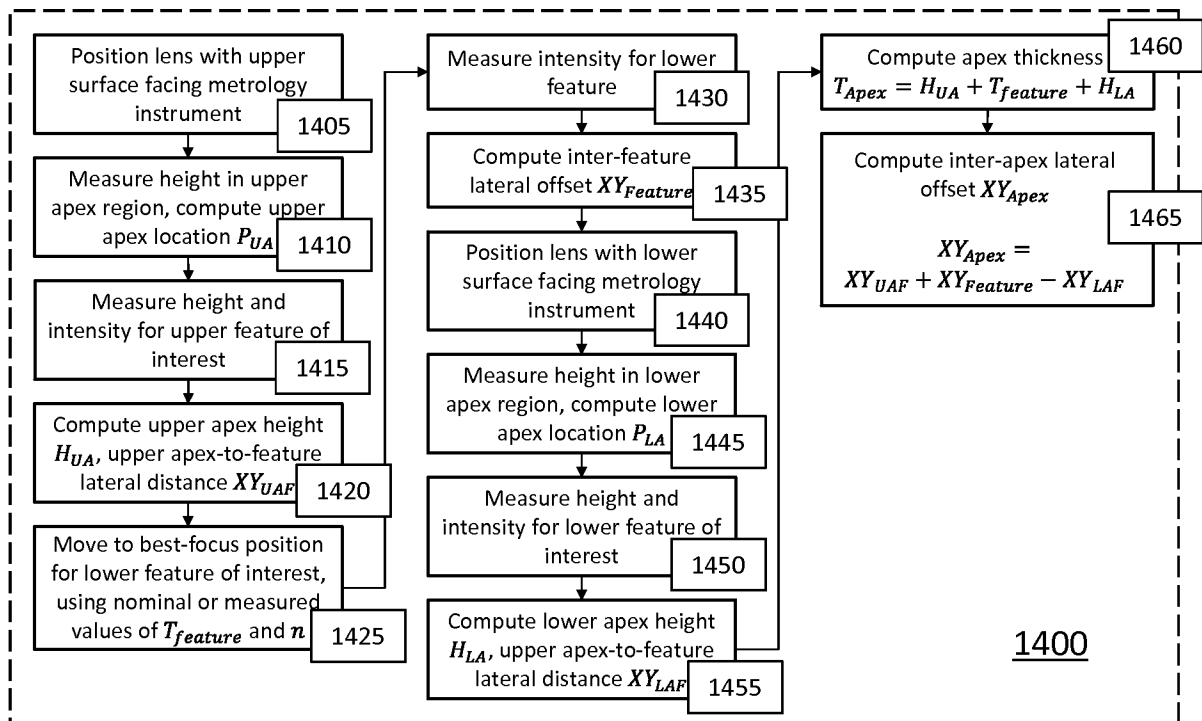 Position lens with upper
surface facing metrology
instrument
1405
Measure height in upper
apex region, compute upper
apex location P_UA
1410
Measure height and
intensity for upper feature of
interest
1415
Compute upper apex height
H_UA, upper apex-to-feature
lateral distance XY_UAF
1420
Move to best-focus position
for lower feature of interest,
using nominal or measured
values of T_feature and n
1425
Measure intensity for lower
feature
1430
Compute inter-feature
lateral offset XY_Feature
1435
Position lens with lower
surface facing metrology
instrument
1440
Measure height in lower
apex region, compute lower
apex location P_LA
1445
Measure height and
intensity for lower feature of
interest
1450
Compute lower apex height
H_LA, upper apex-to-feature
lateral distance XY_LAF
1455
Compute apex thickness
T_Apex = H_UA + T_feature + H_LA
1460
Compute inter-apex lateral
offset XY_Apex
XY_Apex =
XY_UAF + XY_Feature − XY_LAF
1465
1400